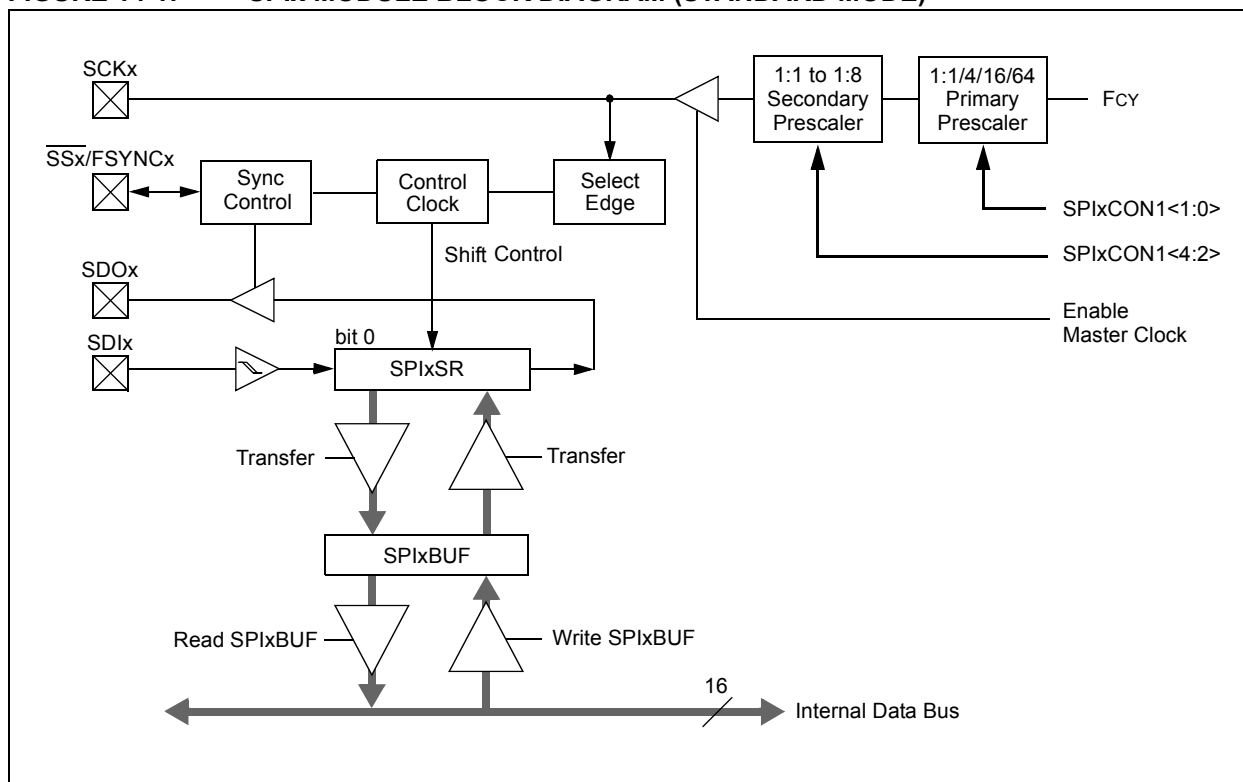 SCKx
1:1 to 1:8
Secondary
Prescaler
1:1/4/16/64
Primary
Prescaler
FCY
SSx/FSYNCx
Sync
Control
Control
Clock
Select
Edge
SPIxCON1<1:0>
Shift Control
SPIxCON1<4:2>
SDOx
Enable
Master Clock
SDIx
bit 0
SPIxSR
Transfer
Transfer
SPIxBUF
Read SPIxBUF
Write SPIxBUF
16
Internal Data Bus